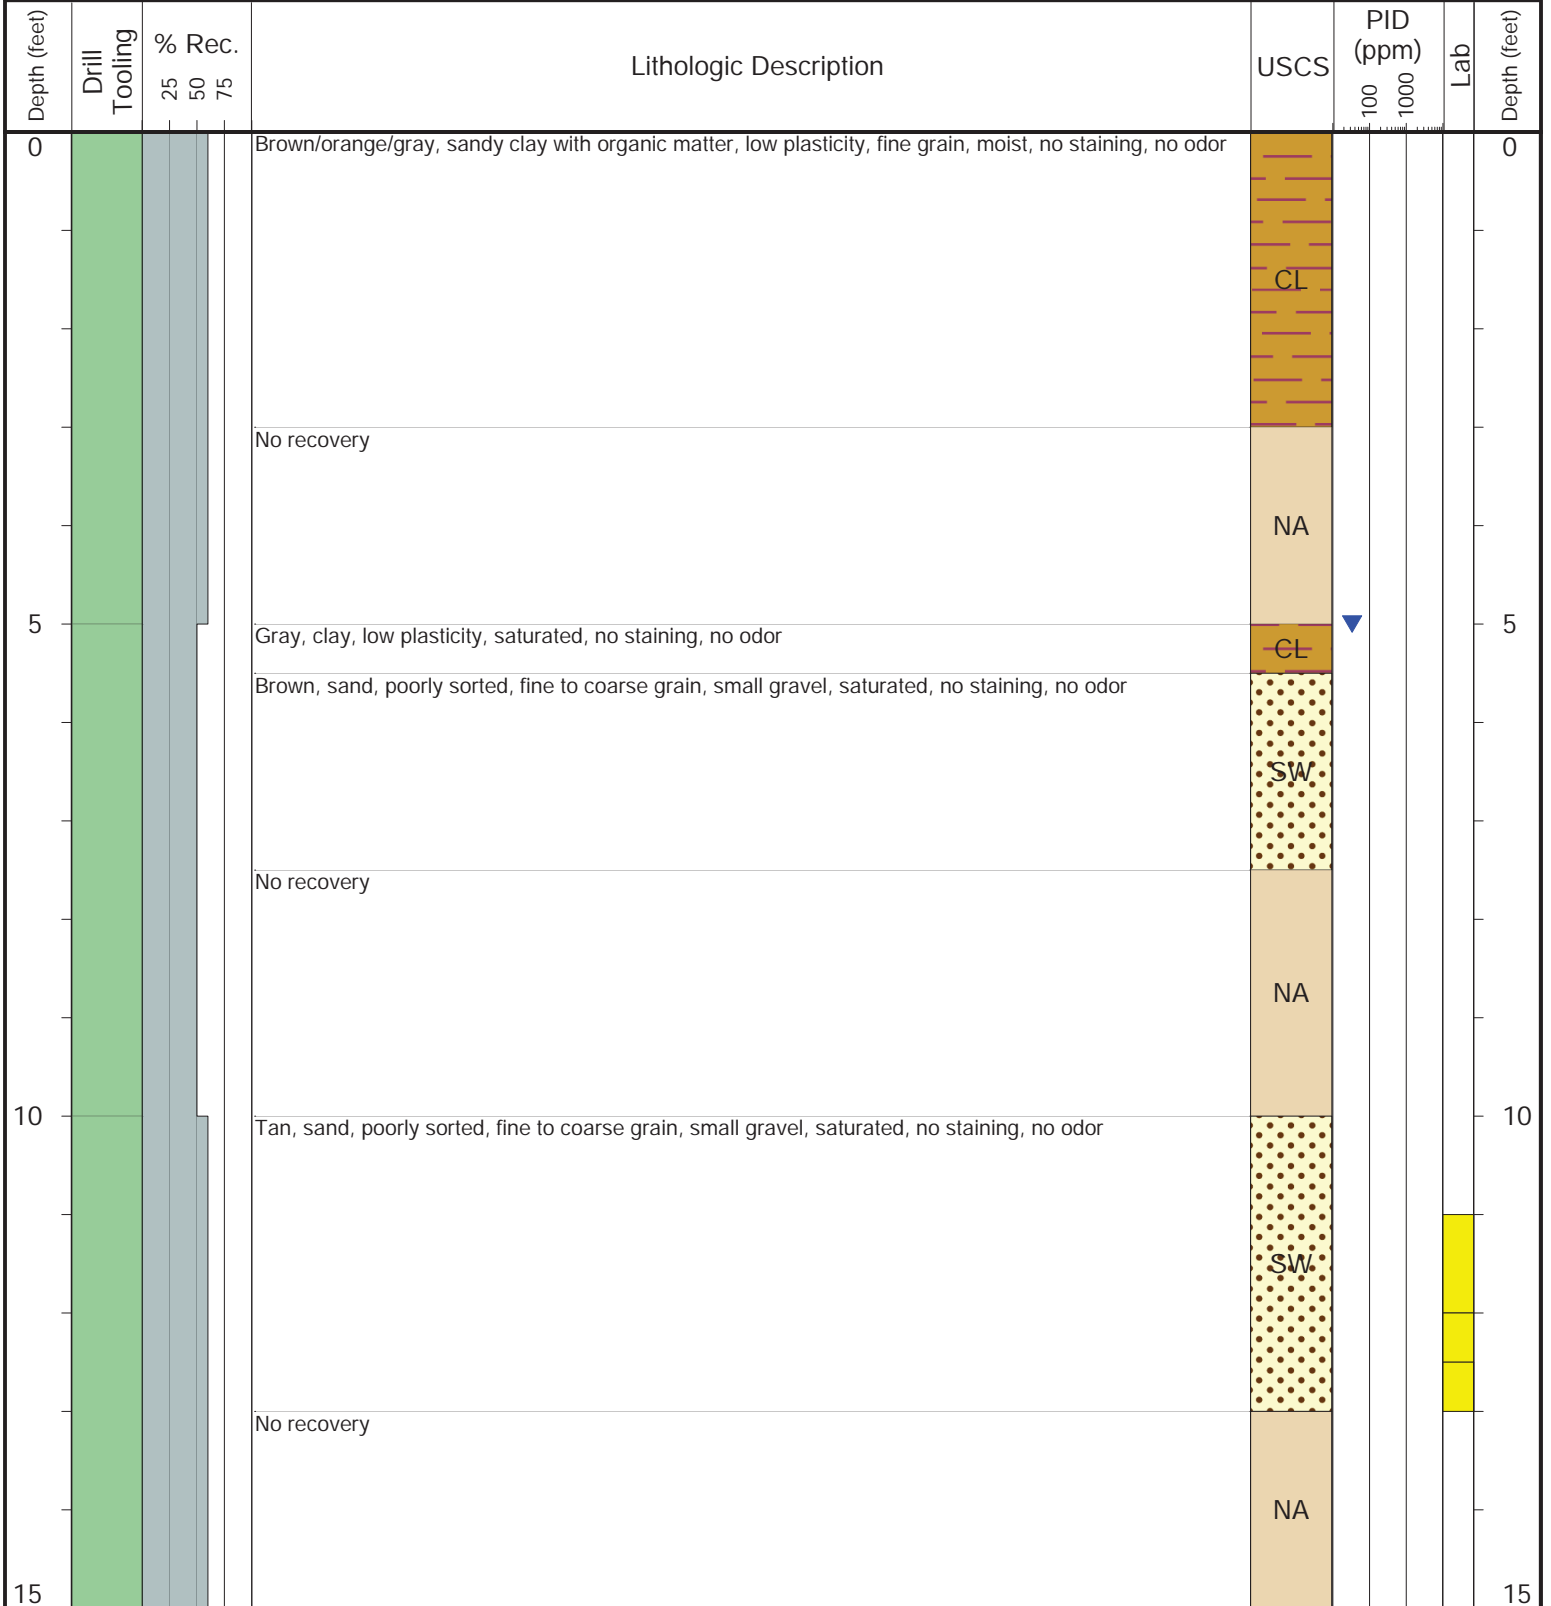 Depth (feet)
Drill
Tooling
% Rec.
25
50
75
Lithologic Description
USCS
PID
(ppm)
100
1000
Lab
Depth (feet)
0
Brown/orange/gray, sandy clay with organic matter, low plasticity, fine grain, moist, no staining, no odor
0
CL
No recovery
NA
5
Gray, clay, low plasticity, saturated, no staining, no odor
5
CL
Brown, sand, poorly sorted, fine to coarse grain, small gravel, saturated, no staining, no odor
SW
No recovery
NA
10
Tan, sand, poorly sorted, fine to coarse grain, small gravel, saturated, no staining, no odor
10
SW
No recovery
NA
15
15